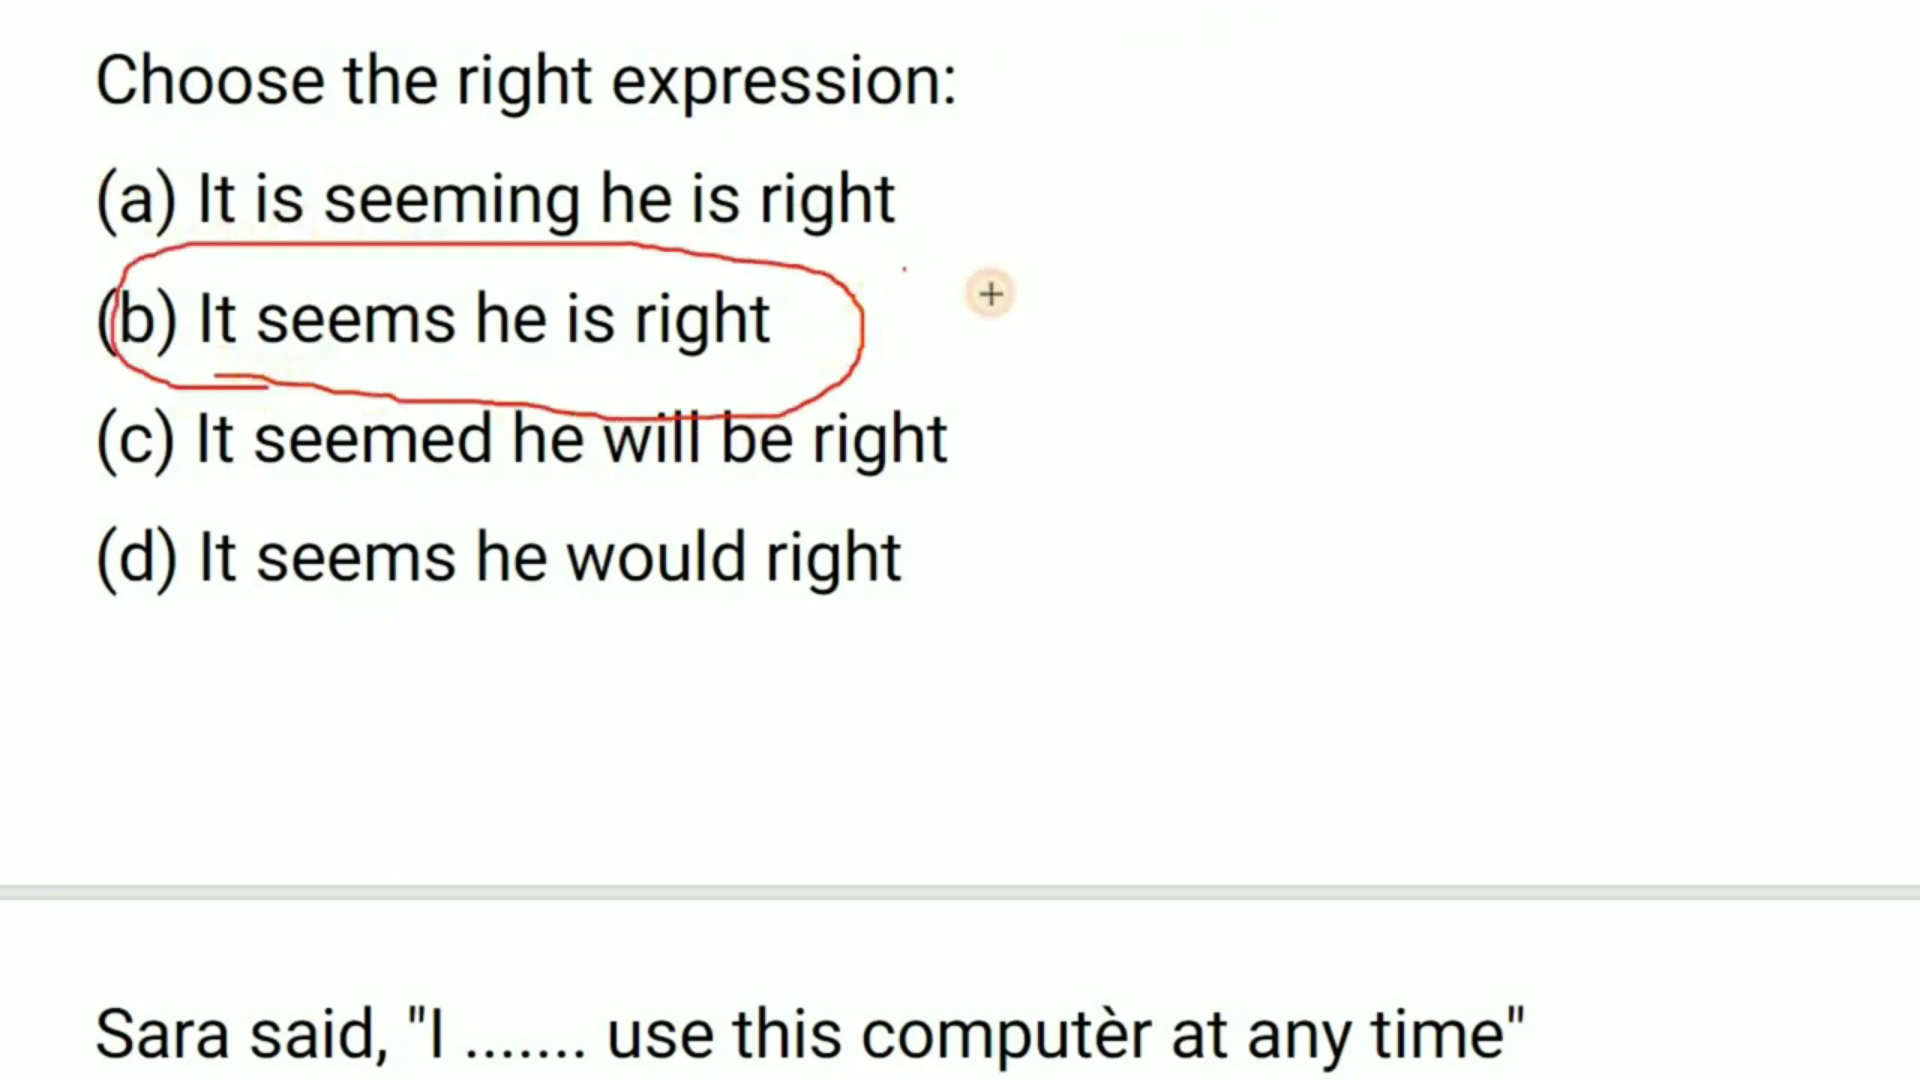 Choose the right expression:
(a) It is seeming he is right
(b) It seems he is right
(c) It seemed he will be right
(d) It seems he would right
Sara said, "I ....... use this computèr at any time"